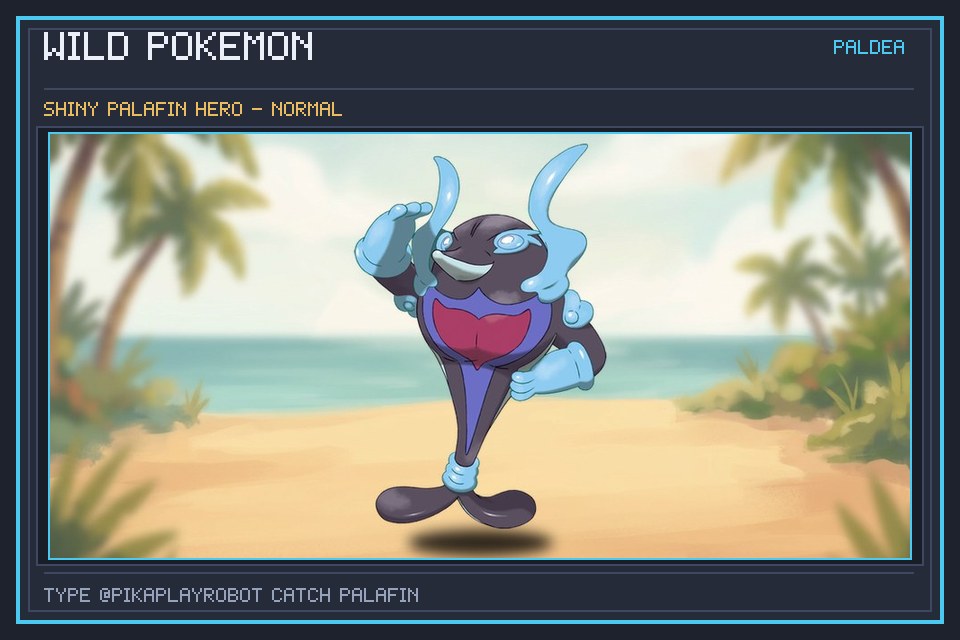 WILD POKEMON
PALDEA
SHINY PALAFIN HERO - NORMAL
TYPE @PIKAPLAYROBOT CATCH PALAFIN